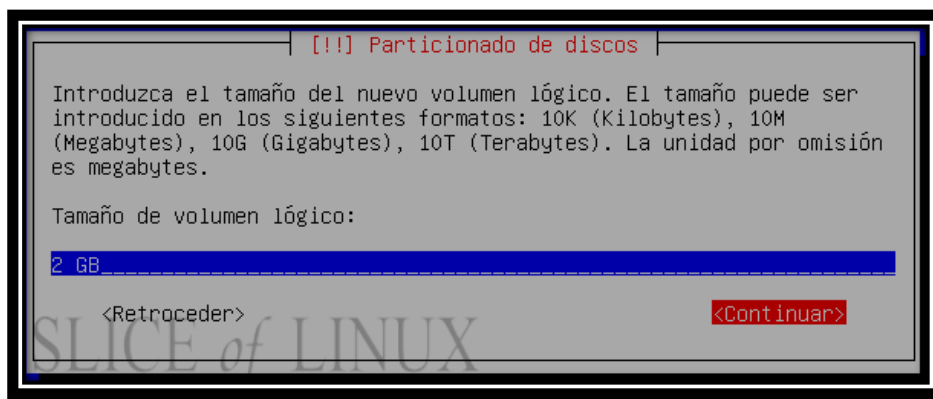 [!!] Particionado de discos
Introduzca el tamaño del nuevo volumen lógico. El tamaño puede ser
introducido en los siguientes formatos: 10K (Kilobytes), 10M
(Megabytes), 10G (Gigabytes), 10T (Terabytes). La unidad por omisión
es megabytes.
Tamaño de volumen lógico:
2 GB
<Retroceder> <Continuar>
SLICE of LINUX